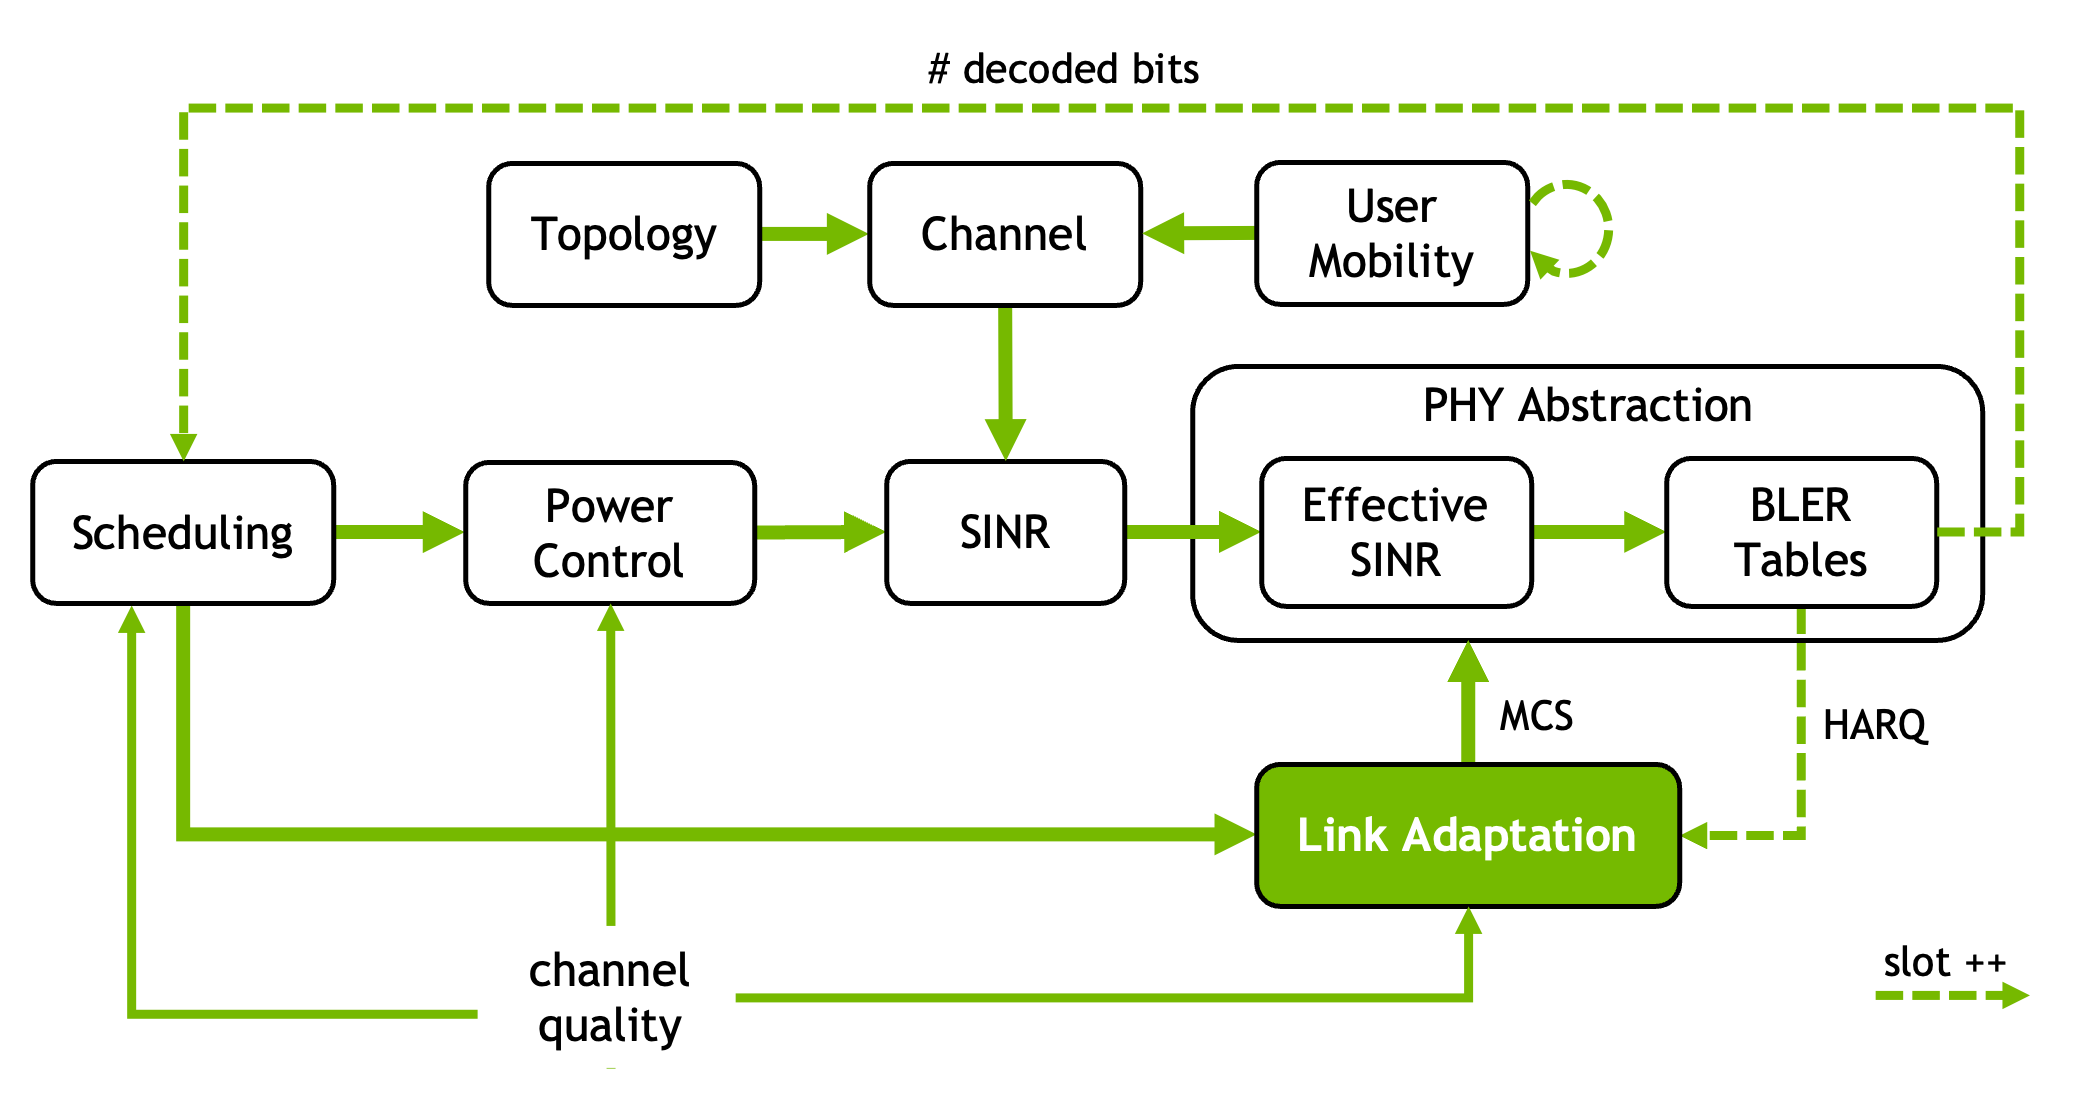 # decoded bits
Topology
Channel
User
Mobility
PHY Abstraction
Scheduling
Power
Control
SINR
Effective
SINR
BLER
Tables
MCS
HARQ
Link Adaptation
channel
quality
slot ++